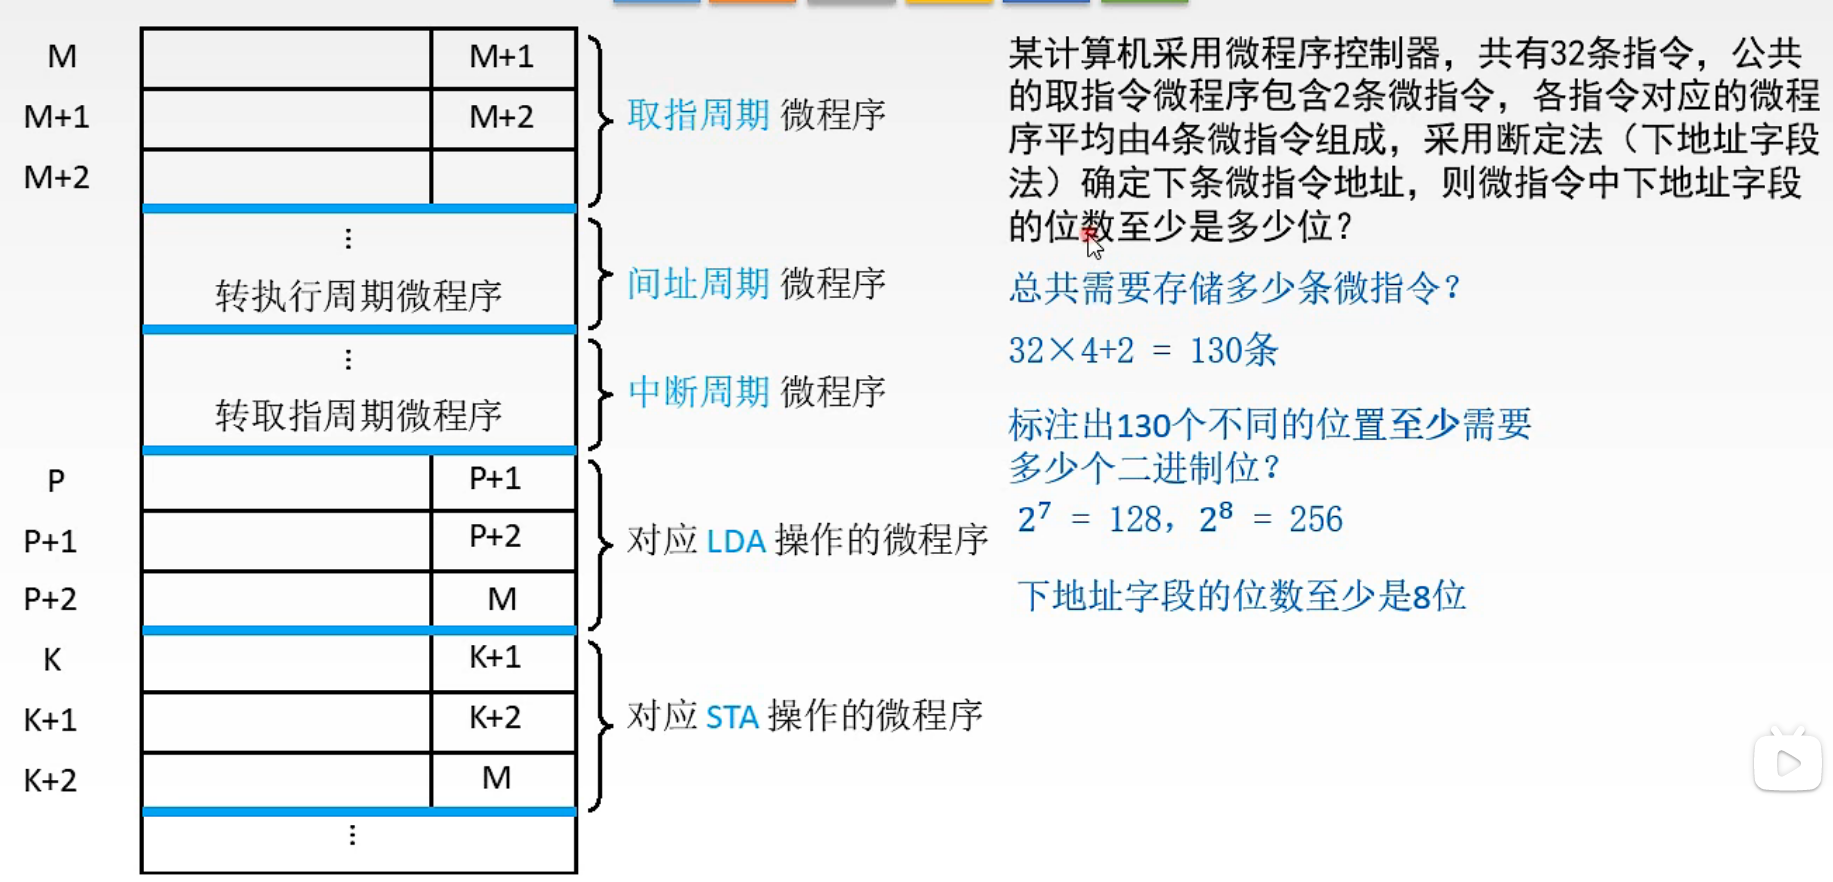 M M+1
M+1 M+2
M+2
取指周期 微程序
⋮
转执行周期微程序
间址周期 微程序
⋮
转取指周期微程序
中断周期 微程序
P P+1
P+1 P+2
P+2 M
对应 LDA 操作的微程序
K K+1
K+1 K+2
K+2 M
对应 STA 操作的微程序
⋮
某计算机采用微程序控制器，共有32条指令，公共
的取指令微程序包含2条微指令，各指令对应的微程
序平均由4条微指令组成，采用断定法（下地址字段
法）确定下条微指令地址，则微指令中下地址字段
的位数至少是多少位？
总共需要存储多少条微指令？
32×4+2 = 130条
标注出130个不同的位置至少需要
多少个二进制位？
2⁷ = 128，2⁸ = 256
下地址字段的位数至少是8位